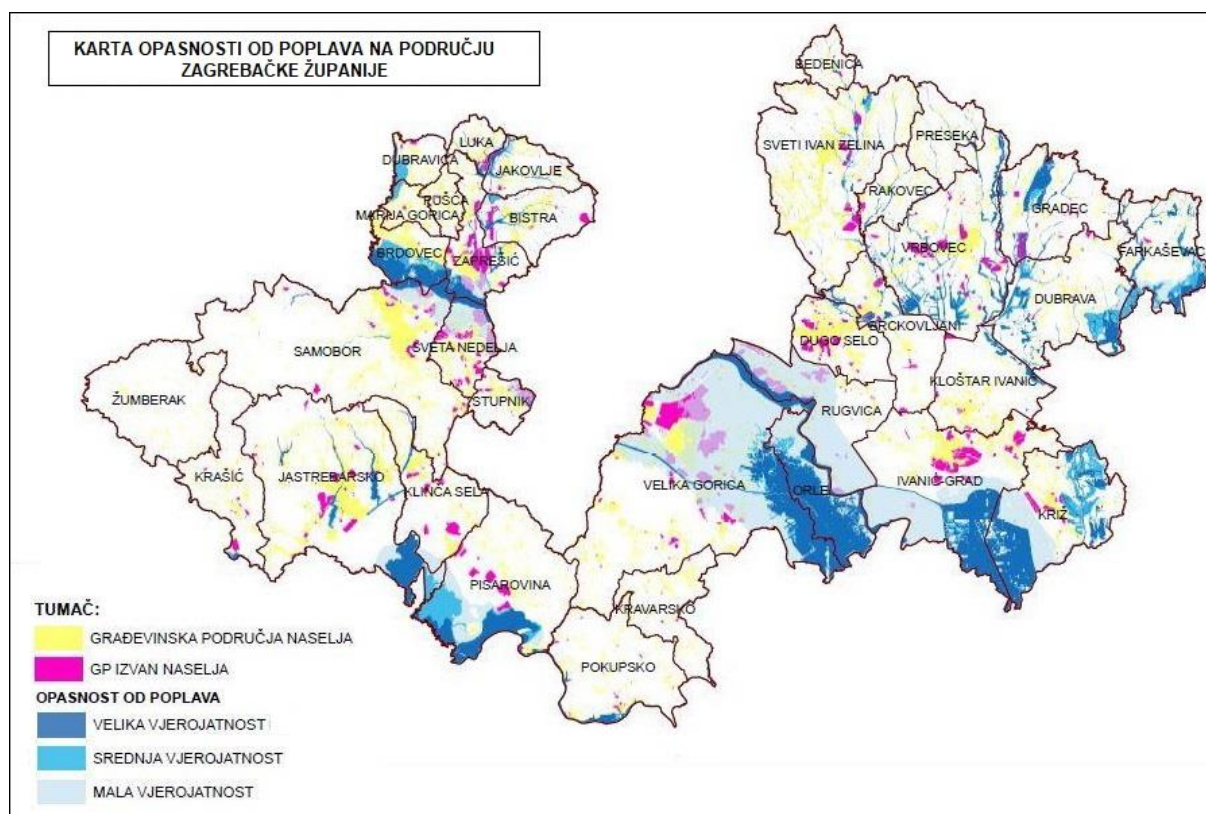 KARTA OPASNOSTI OD POPLAVA NA PODRUČJU
ZAGREBAČKE ŽUPANIJE
BEDENICA
SVETI IVAN ZELINA
PRESEKA
LUKA
DUBRAVICA
JAKOVLJE
RAKOVEC
PUŠĆA
MARIJA GORICA
BISTRA
GRADEC
VRBOVEC
FARKAŠEVAC
BRDOVEC
ZAPREŠIĆ
DUBRAVA
BRCKOVLJANI
DUGO SELO
SAMOBOR
SVETA NEDELJA
KLOŠTAR IVANIĆ
ŽUMBERAK
STUPNIK
RUGVICA
KRAŠIĆ
JASTREBARSKO
KLINČA SELA
VELIKA GORICA
ORLE
IVANIĆ-GRAD
KRIŽ
PISAROVINA
KRAVARSKO
POKUPSKO
TUMAČ:
GRAĐEVINSKA PODRUČJA NASELJA
GP IZVAN NASELJA
OPASNOST OD POPLAVA
VELIKA VJEROJATNOST
SREDNJA VJEROJATNOST
MALA VJEROJATNOST